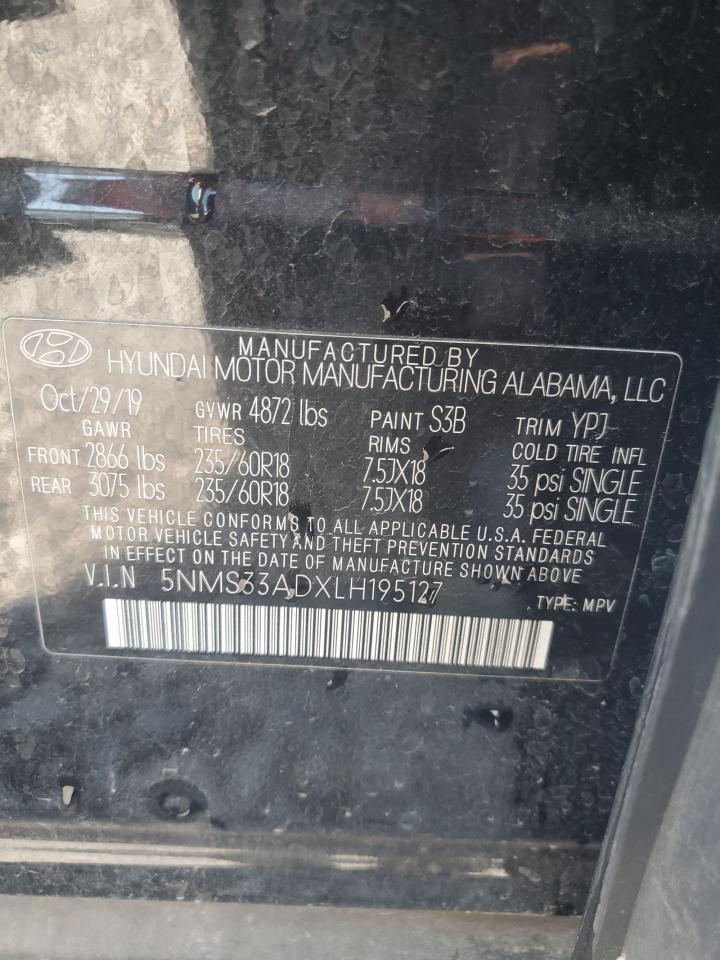 MANUFACTURED BY
HYUNDAI MOTOR MANUFACTURING ALABAMA, LLC
Oct/29/19 GVWR 4872 lbs PAINT S3B TRIM YPJ
GAWR TIRES RIMS COLD TIRE INFL
FRONT 2866 lbs 235/60R18 7.5JX18 35 psi SINGLE
REAR 3075 lbs 235/60R18 7.5JX18 35 psi SINGLE
THIS VEHICLE CONFORMS TO ALL APPLICABLE U.S.A. FEDERAL
MOTOR VEHICLE SAFETY AND THEFT PREVENTION STANDARDS
IN EFFECT ON THE DATE OF MANUFACTURE SHOWN ABOVE
V.I.N 5NMS33ADXLH195127 TYPE: MPV